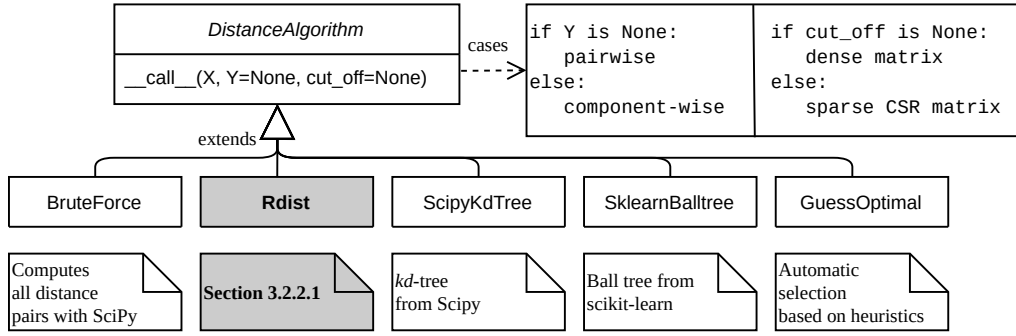 DistanceAlgorithm
__call__(X, Y=None, cut_off=None)
cases
if Y is None:
pairwise
else:
component-wise
if cut_off is None:
dense matrix
else:
sparse CSR matrix
extends
BruteForce
Rdist
ScipyKdTree
SklearnBalltree
GuessOptimal
Computes
all distance
pairs with SciPy
Section 3.2.2.1
kd-tree
from Scipy
Ball tree from
scikit-learn
Automatic
selection
based on heuristics